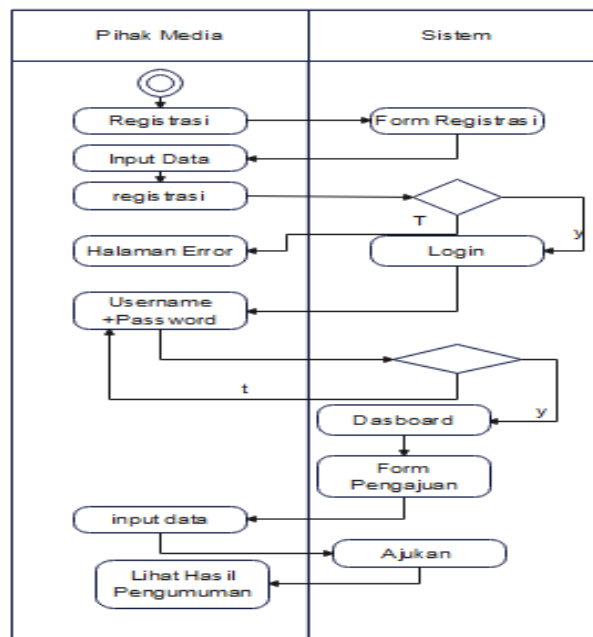 Pihak Media
Sistem
Registrasi
Form Registrasi
Input Data
registrasi
T
y
Halaman Error
Login
Username
+Password
t
y
Dasboard
Form
Pengajuan
input data
Ajukan
Lihat Hasil
Pengumuman